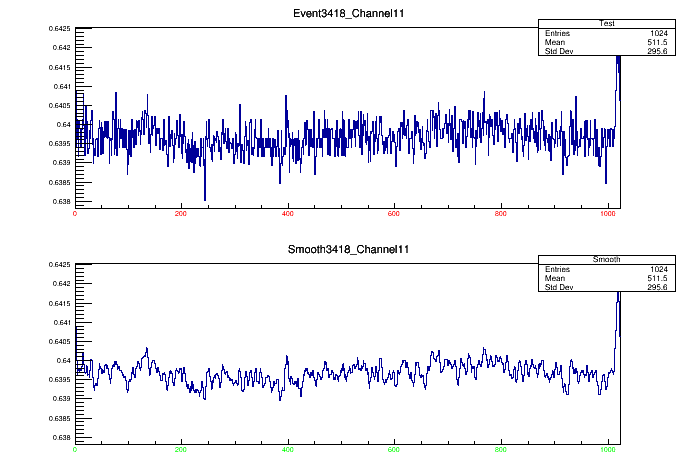 Event3418_Channel11
Test
Entries 1024
Mean 511.5
Std Dev 295.6
0.6425
0.642
0.6415
0.641
0.6405
0.64
0.6395
0.639
0.6385
0.638
0 200 400 600 800 1000
Smooth3418_Channel11
Smooth
Entries 1024
Mean 511.5
Std Dev 295.6
0.6425
0.642
0.6415
0.641
0.6405
0.64
0.6395
0.639
0.6385
0.638
0 200 400 600 800 1000